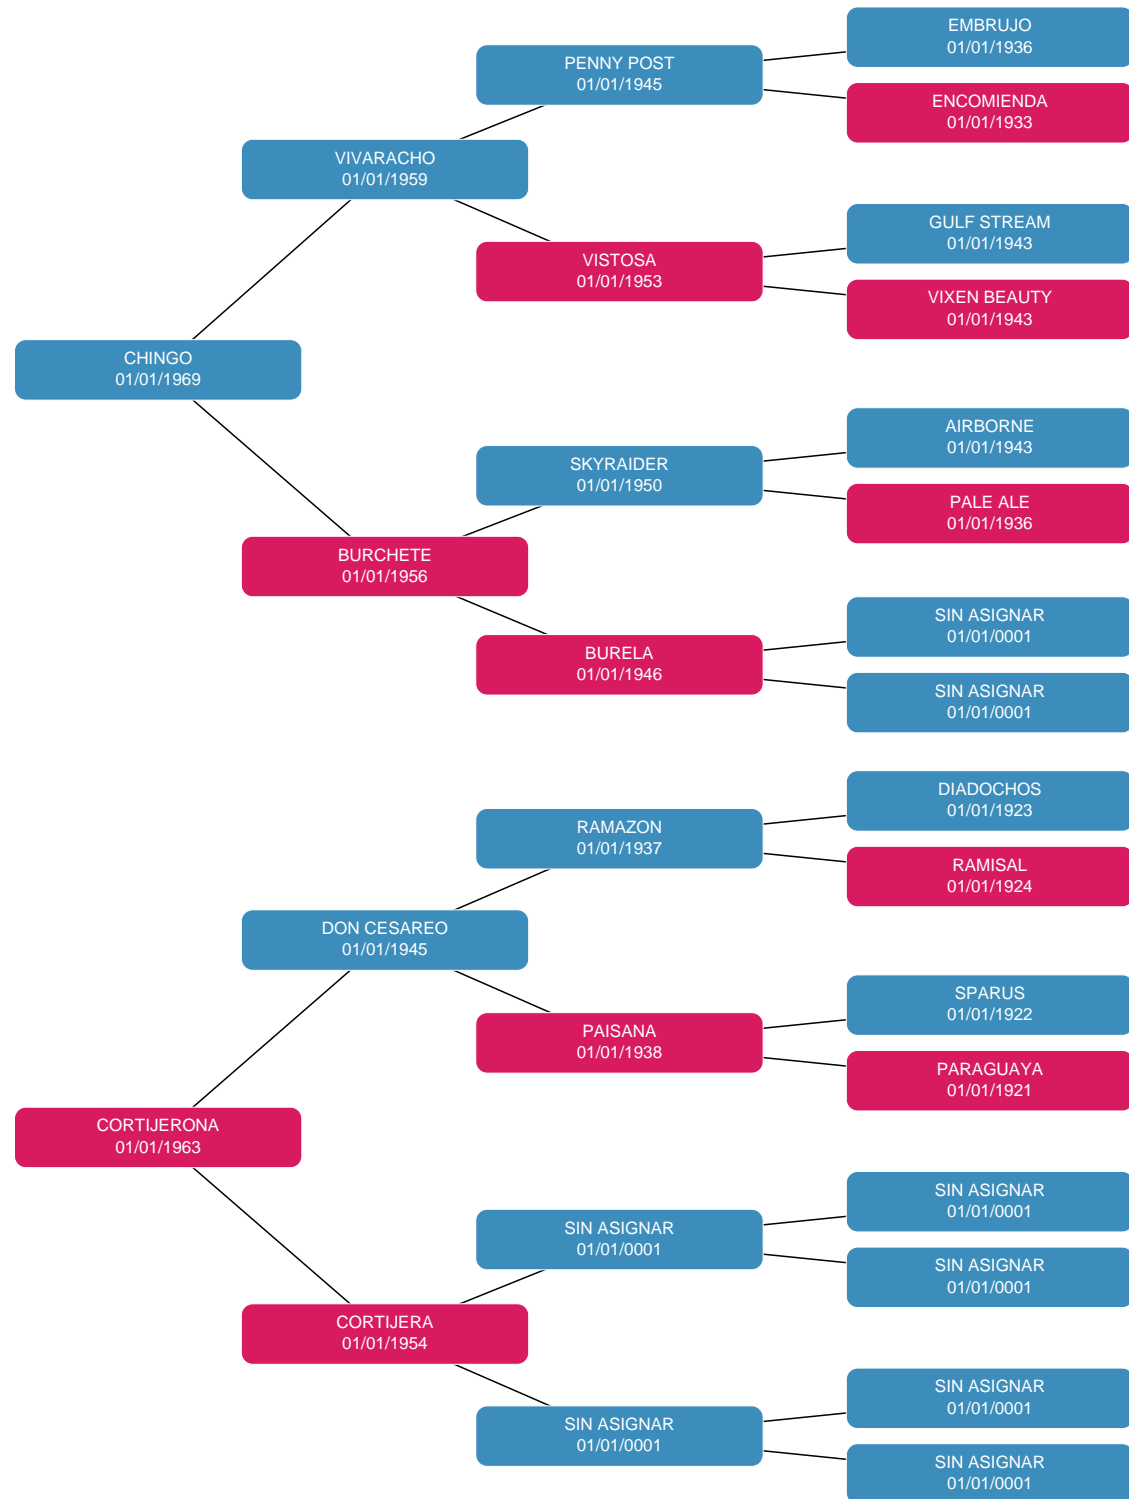 EMBRUJO
01/01/1936
PENNY POST
01/01/1945
ENCOMIENDA
01/01/1933
VIVARACHO
01/01/1959
GULF STREAM
01/01/1943
VISTOSA
01/01/1953
VIXEN BEAUTY
01/01/1943
CHINGO
01/01/1969
AIRBORNE
01/01/1943
SKYRAIDER
01/01/1950
PALE ALE
01/01/1936
BURCHETE
01/01/1956
SIN ASIGNAR
01/01/0001
BURELA
01/01/1946
SIN ASIGNAR
01/01/0001
DIADOCHOS
01/01/1923
RAMAZON
01/01/1937
RAMISAL
01/01/1924
DON CESAREO
01/01/1945
SPARUS
01/01/1922
PAISANA
01/01/1938
PARAGUAYA
01/01/1921
CORTIJERONA
01/01/1963
SIN ASIGNAR
01/01/0001
SIN ASIGNAR
01/01/0001
SIN ASIGNAR
01/01/0001
CORTIJERA
01/01/1954
SIN ASIGNAR
01/01/0001
SIN ASIGNAR
01/01/0001
SIN ASIGNAR
01/01/0001